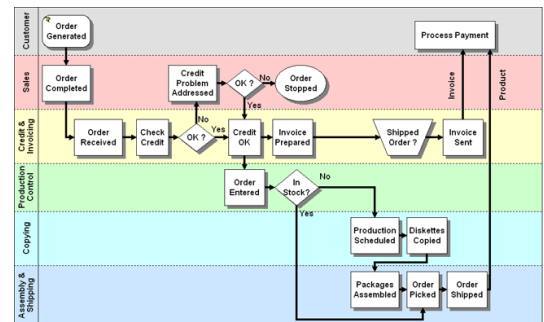 Customer
Order
Generated
Process Payment
Sales
Order
Completed
Credit
Problem
Addressed
OK ?
No
Order
Stopped
Yes
Invoice
Product
Credit &
Invoicing
Order
Received
Check
Credit
No
OK ?
Yes
Credit
OK
Invoice
Prepared
Shipped
Order ?
Invoice
Sent
Production
Control
Order
Entered
In
Stock?
No
Yes
Copying
Production
Scheduled
Diskettes
Copied
Assembly &
Shipping
Packages
Assembled
Order
Picked
Order
Shipped